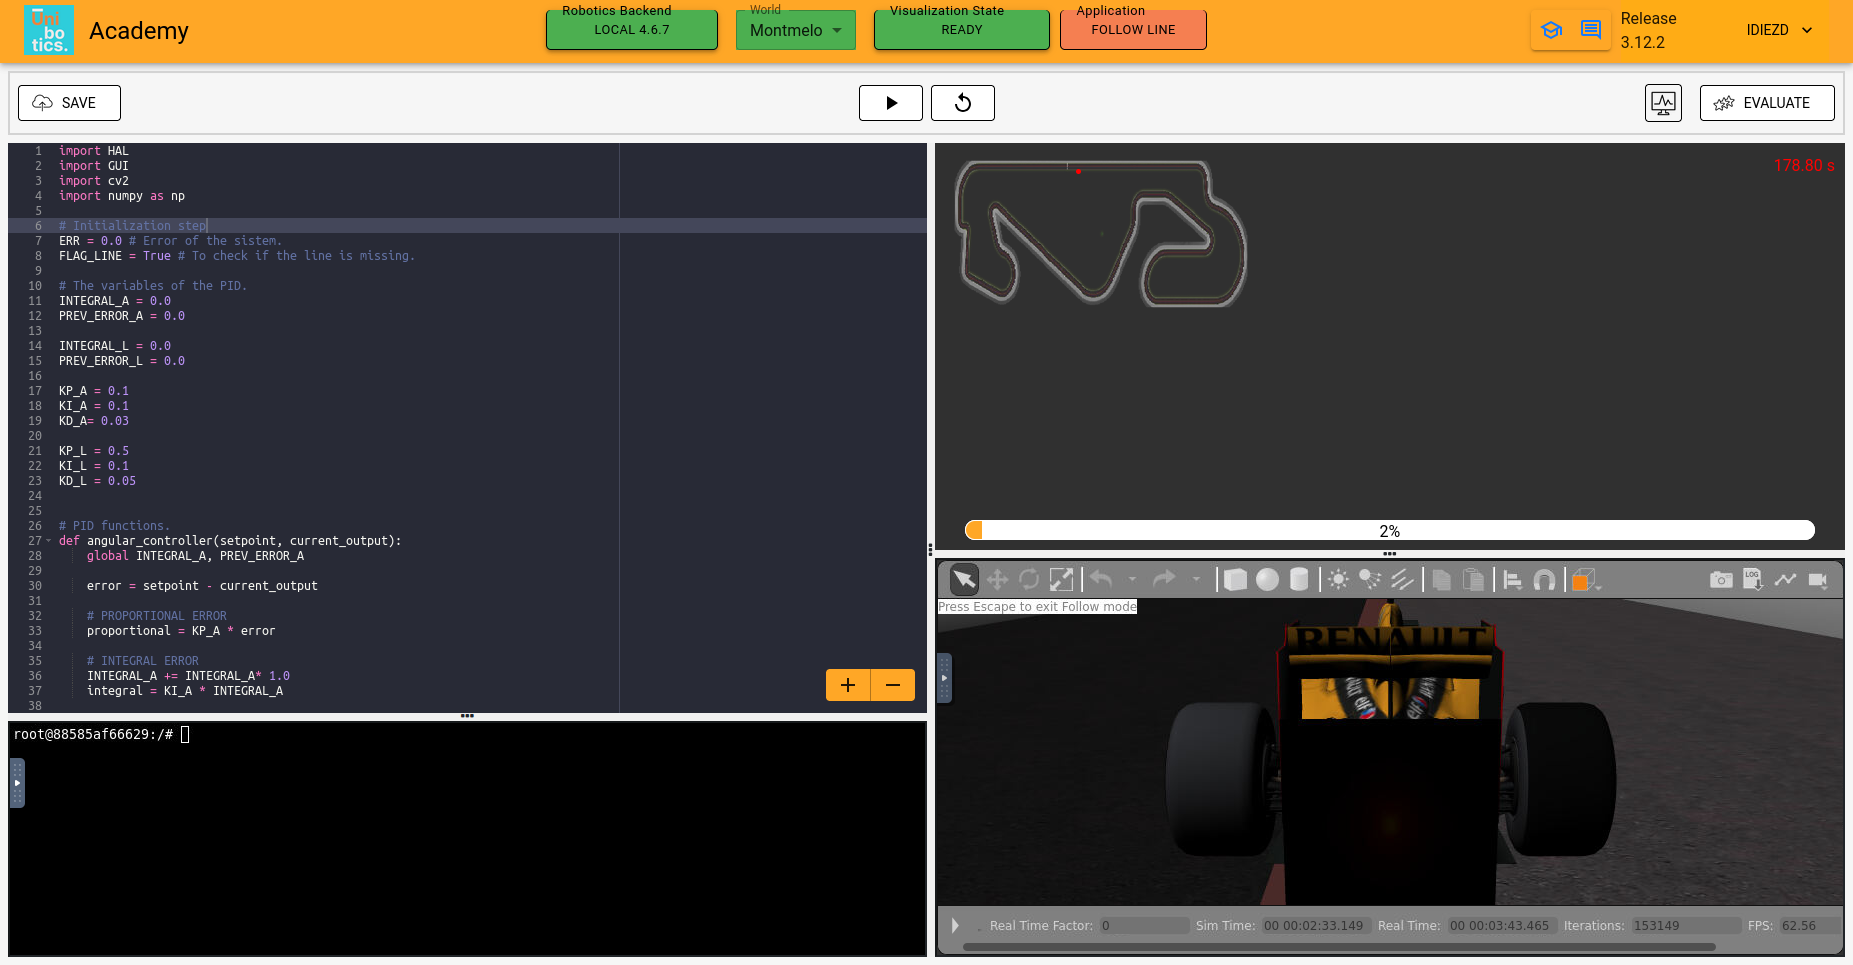 Uni
bo
tics.
Academy
Robotics Backend
LOCAL 4.6.7
World
Montmelo
Visualization State
READY
Application
FOLLOW LINE
Release
3.12.2
IDIEZD
SAVE
EVALUATE
1 import HAL
2 import GUI
3 import cv2
4 import numpy as np
5
6 # Initialization step
7 ERR = 0.0 # Error of the sistem.
8 FLAG_LINE = True # To check if the line is missing.
9
10 # The variables of the PID.
11 INTEGRAL_A = 0.0
12 PREV_ERROR_A = 0.0
13
14 INTEGRAL_L = 0.0
15 PREV_ERROR_L = 0.0
16
17 KP_A = 0.1
18 KI_A = 0.1
19 KD_A= 0.03
20
21 KP_L = 0.5
22 KI_L = 0.1
23 KD_L = 0.05
24
25
26 # PID functions.
27 def angular_controller(setpoint, current_output):
28 global INTEGRAL_A, PREV_ERROR_A
29
30 error = setpoint - current_output
31
32 # PROPORTIONAL ERROR
33 proportional = KP_A * error
34
35 # INTEGRAL ERROR
36 INTEGRAL_A += INTEGRAL_A* 1.0
37 integral = KI_A * INTEGRAL_A
38
+ −
root@88585af66629:/#
178.80 s
2%
LOG
Press Escape to exit Follow mode
RENAULT
elf elf
Real Time Factor: 0 Sim Time: 00 00:02:33.149 Real Time: 00 00:03:43.465 Iterations: 153149 FPS: 62.56